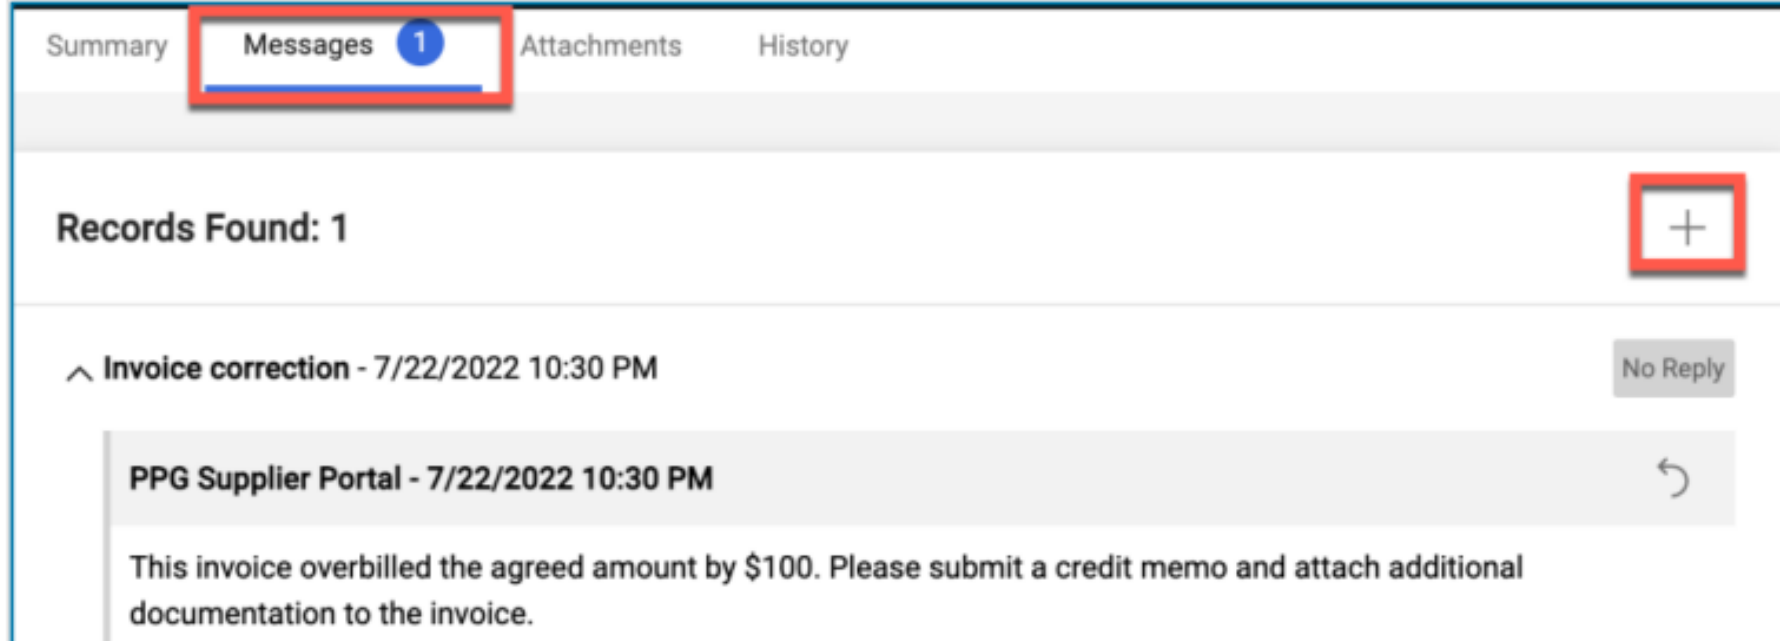 Summary Messages 1 Attachments History
Records Found: 1
Invoice correction - 7/22/2022 10:30 PM No Reply
PPG Supplier Portal - 7/22/2022 10:30 PM
This invoice overbilled the agreed amount by $100. Please submit a credit memo and attach additional
documentation to the invoice.